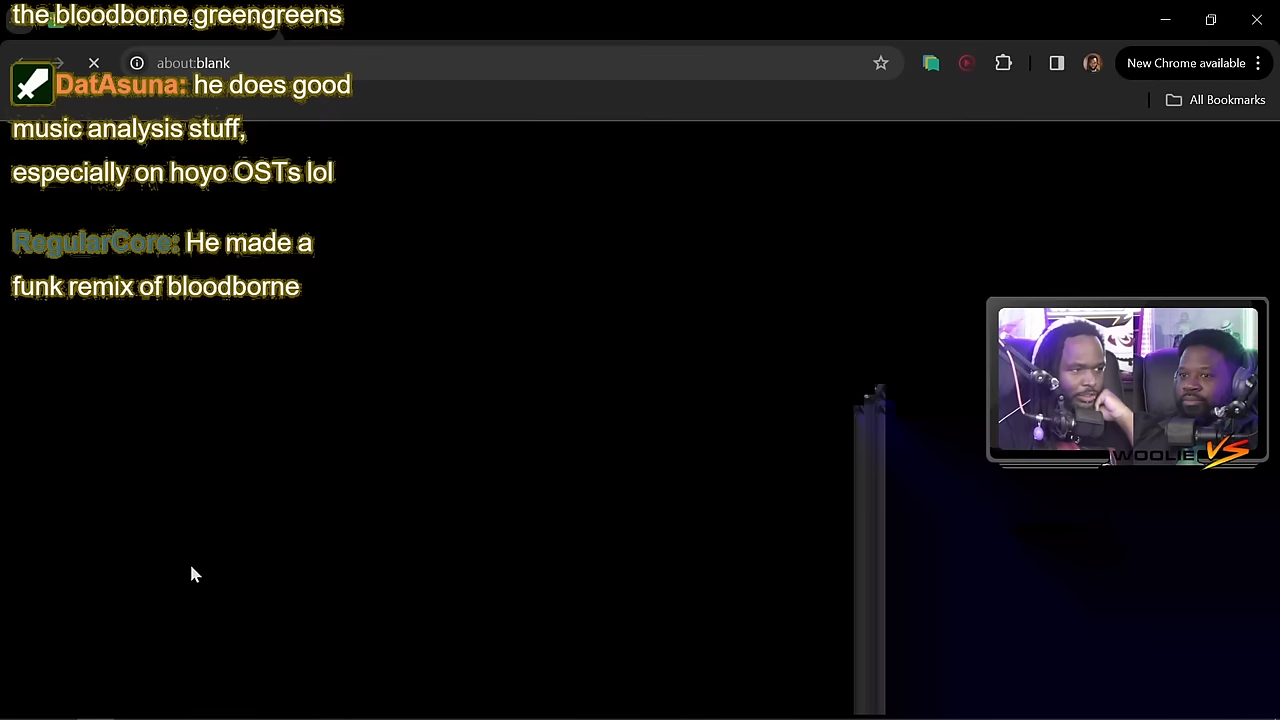 the bloodborne greengreens
about:blank
New Chrome available
All Bookmarks
DatAsuna: he does good
music analysis stuff,
especially on hoyo OSTs lol
RegularCore: He made a
funk remix of bloodborne
WOOLIE VS